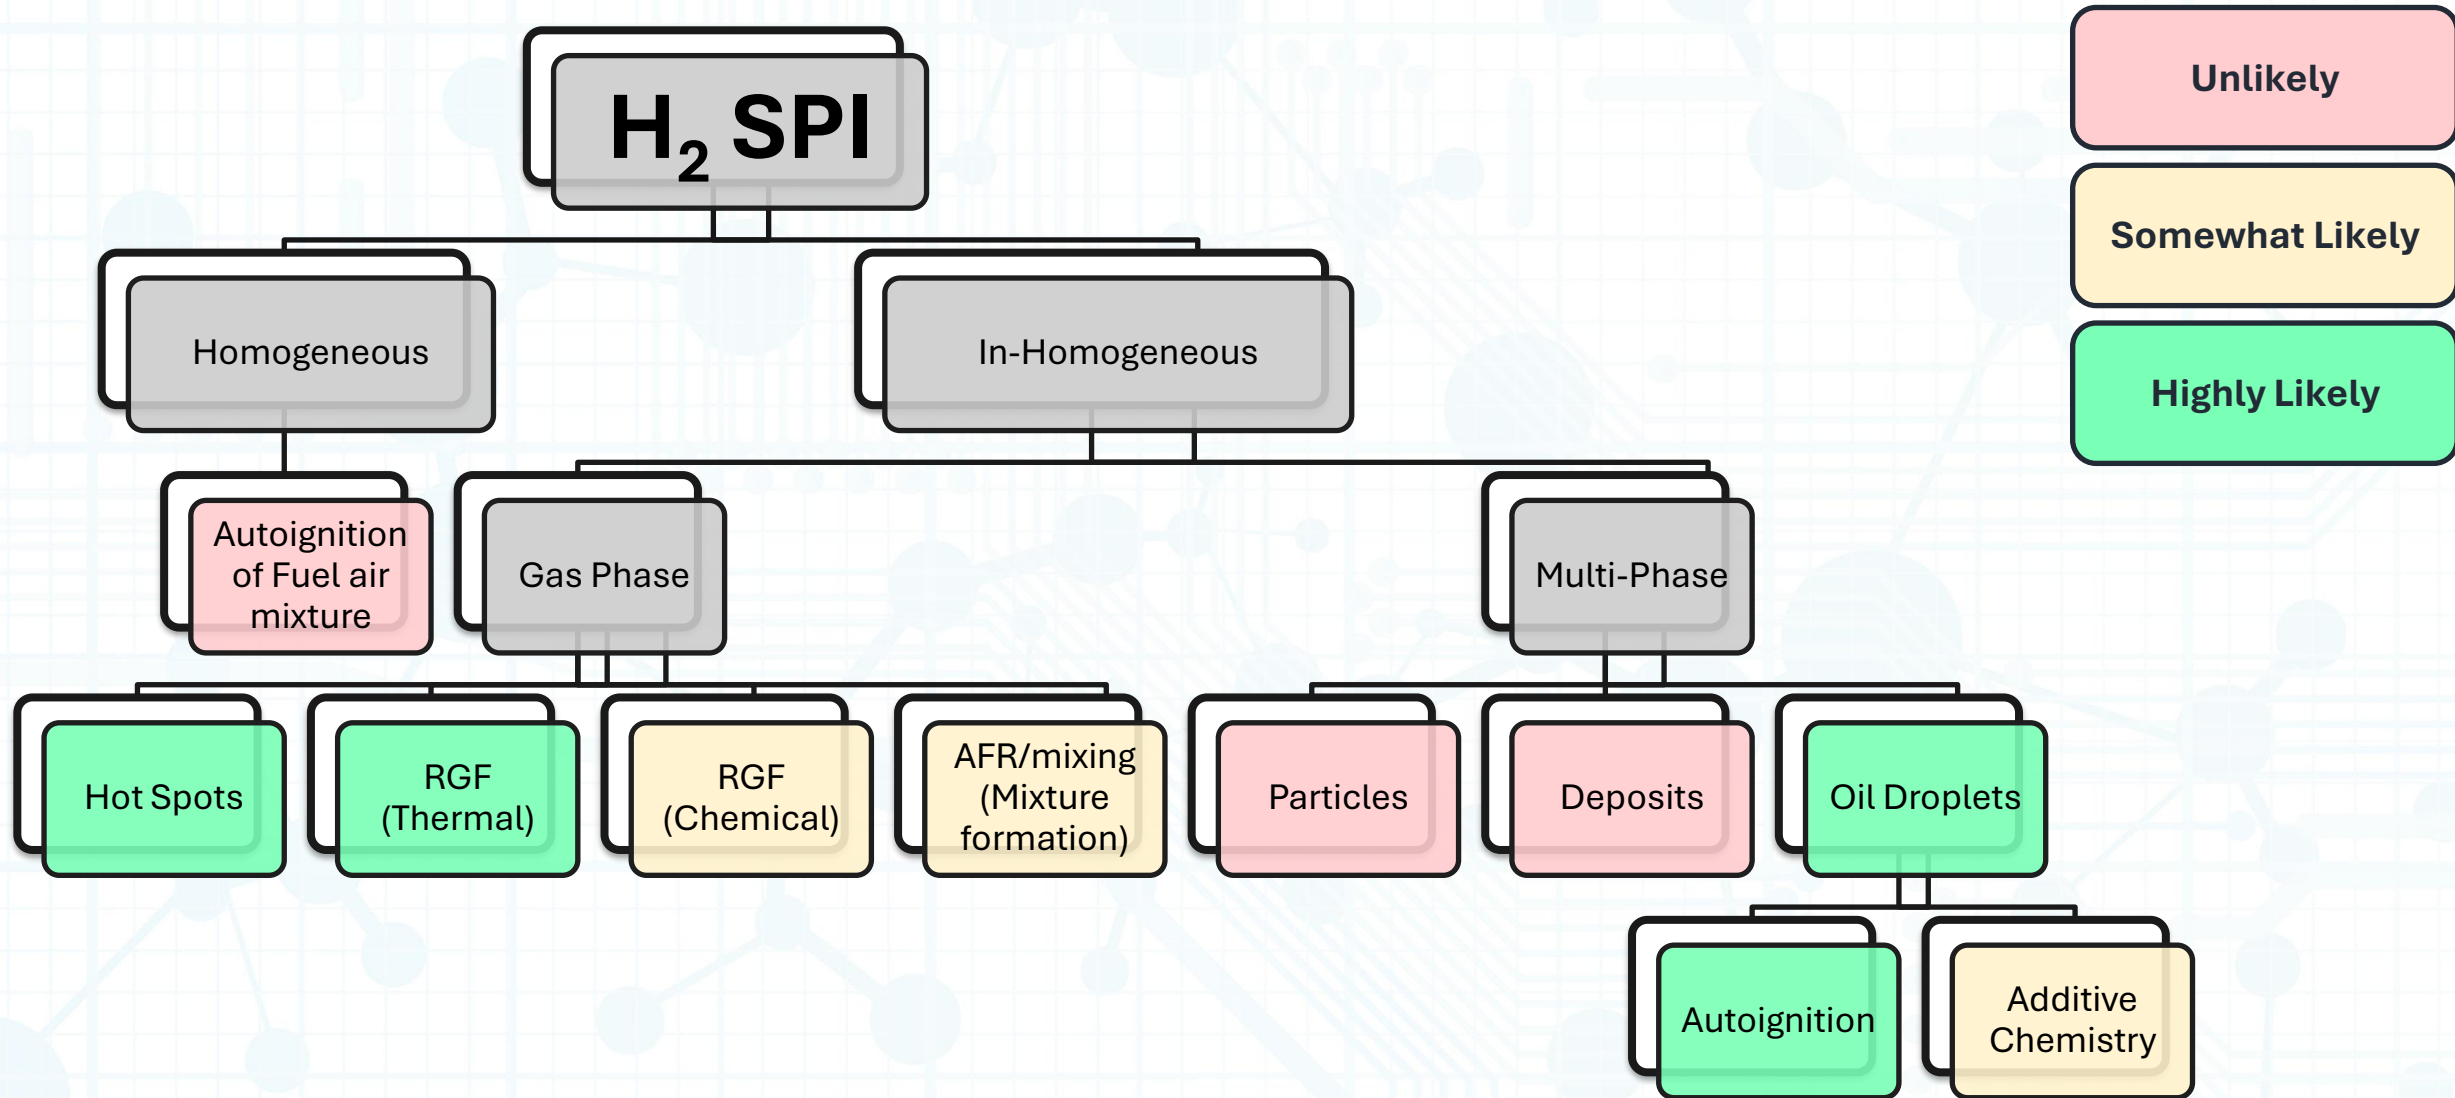 H₂ SPI
Unlikely
Somewhat Likely
Highly Likely
Homogeneous
In-Homogeneous
Autoignition
of Fuel air
mixture
Gas Phase
Multi-Phase
Hot Spots
RGF
(Thermal)
RGF
(Chemical)
AFR/mixing
(Mixture
formation)
Particles
Deposits
Oil Droplets
Autoignition
Additive
Chemistry